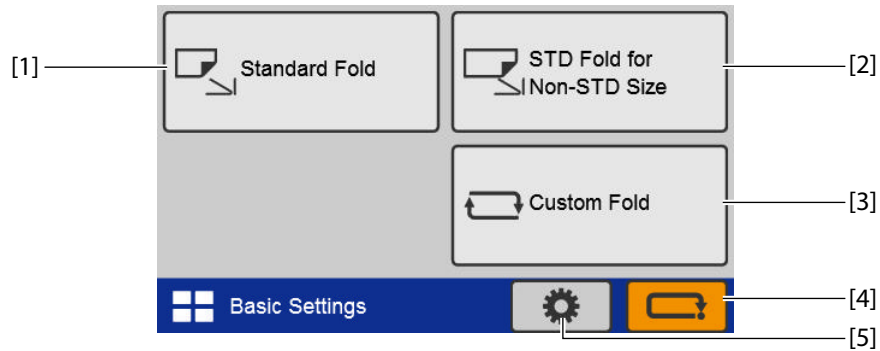 [1]
Standard Fold
STD Fold for
Non-STD Size
[2]
Custom Fold
[3]
Basic Settings
[4]
[5]